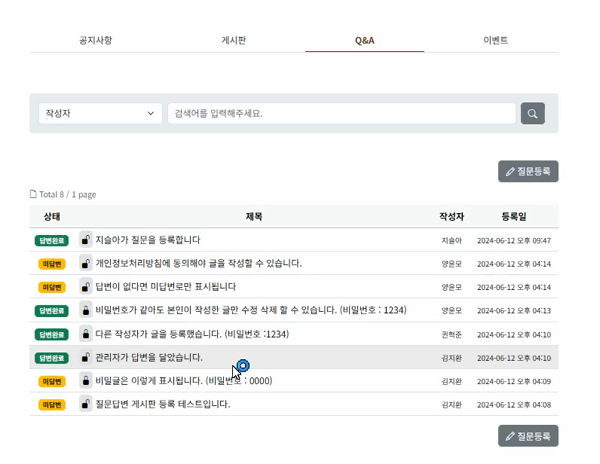 공지사항 게시판 Q&A 이벤트
작성자 검색어를 입력해주세요.
질문등록
Total 8 / 1 page
상태 제목 작성자 등록일
답변완료 지슬아가 질문을 등록합니다 지슬아 2024-06-12 오후 09:47
미답변 개인정보처리방침에 동의해야 글을 작성할 수 있습니다. 양윤모 2024-06-12 오후 04:14
미답변 답변이 없다면 미답변로만 표시됩니다 양윤모 2024-06-12 오후 04:14
답변완료 비밀번호가 같아도 본인이 작성한 글만 수정 삭제 할 수 있습니다. (비밀번호 : 1234) 양윤모 2024-06-12 오후 04:13
답변완료 다른 작성자가 글을 등록했습니다. (비밀번호 :1234) 권혁준 2024-06-12 오후 04:10
답변완료 관리자가 답변을 달았습니다. 김지환 2024-06-12 오후 04:10
미답변 비밀글은 이렇게 표시됩니다. (비밀번호 : 0000) 김지환 2024-06-12 오후 04:09
미답변 질문답변 게시판 등록 테스트입니다. 김지환 2024-06-12 오후 04:08
질문등록